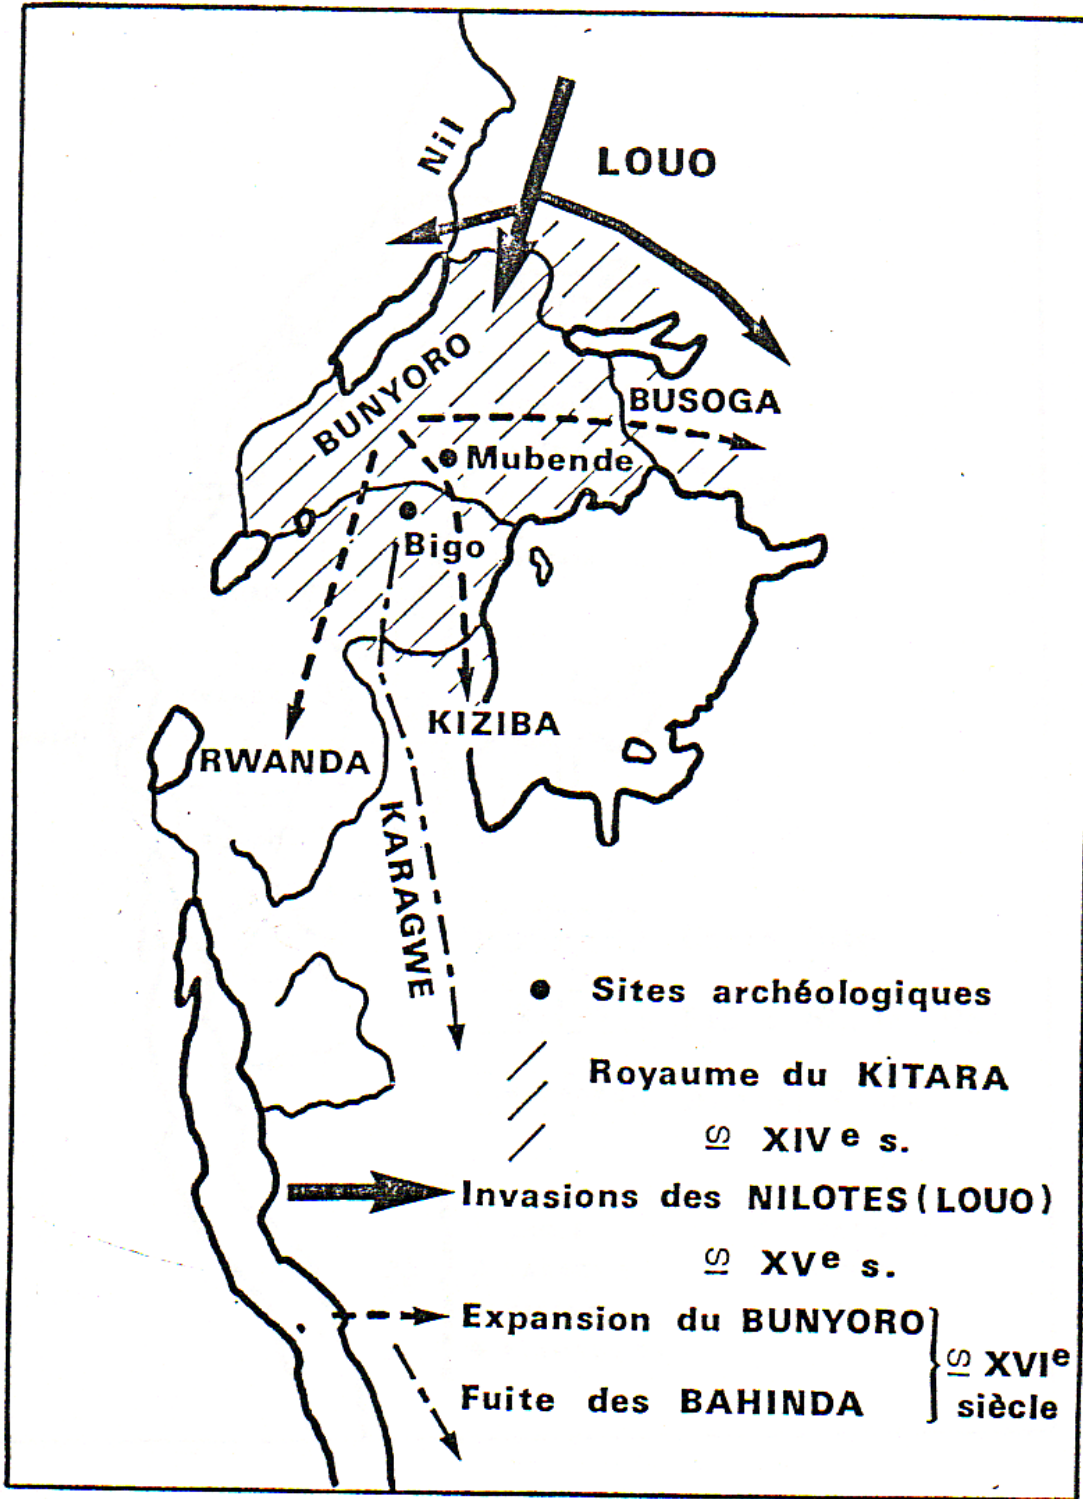 Nil
LOUO
BUNYORO
BUSOGA
Mubende
Bigo
KIZIBA
RWANDA
KARAGWE
Sites archéologiques
Royaume du KITARA
≌ XIVe s.
Invasions des NILOTES (LOUO)
≌ XVe s.
Expansion du BUNYORO
≌ XVIe
Fuite des BAHINDA
siècle